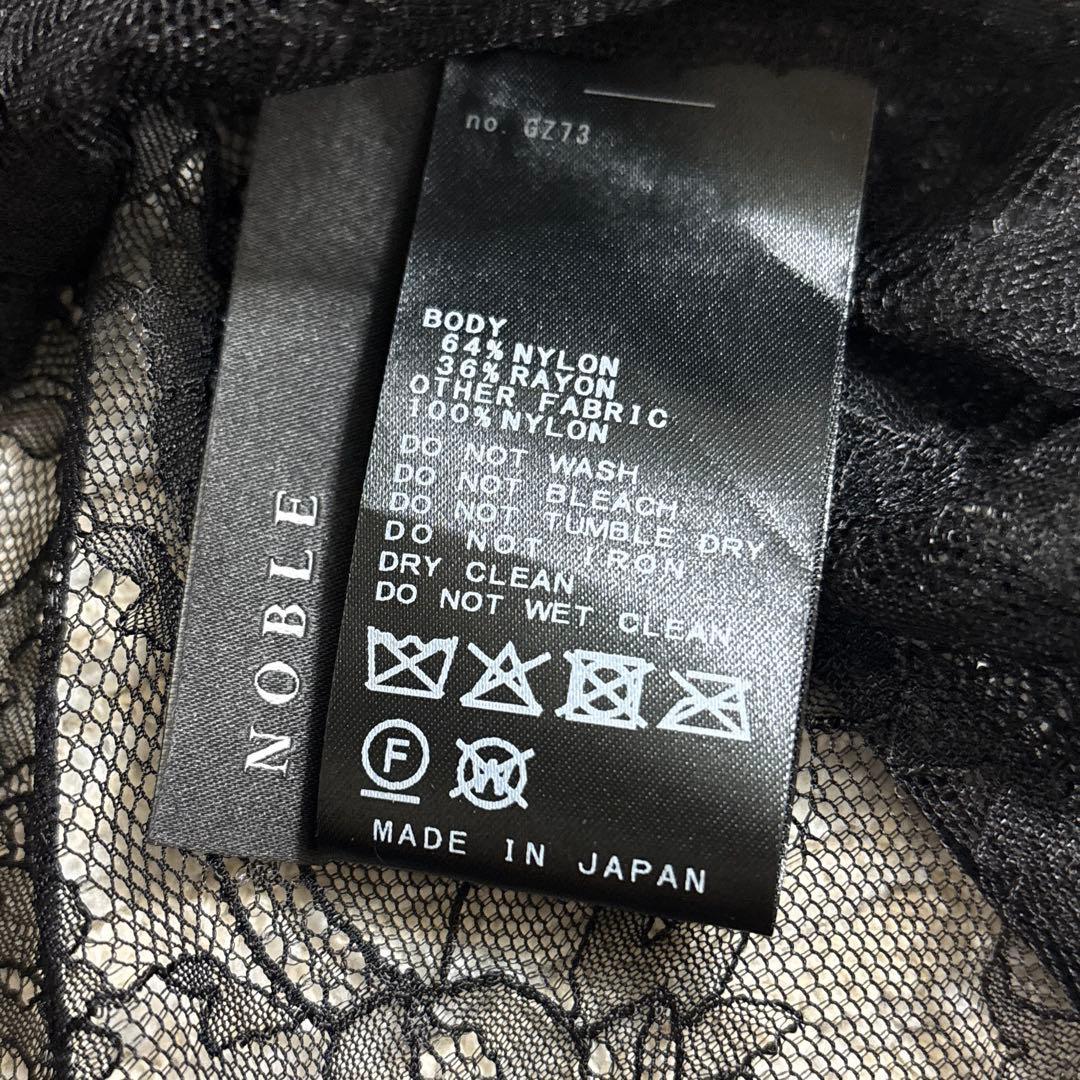 no. GZ73
BODY
64% NYLON
36% RAYON
OTHER FABRIC
100% NYLON
DO NOT WASH
DO NOT BLEACH
DO NOT TUMBLE DRY
DO NOT IRON
DRY CLEAN
DO NOT WET CLEAN
F
W
MADE IN JAPAN
NOBLE